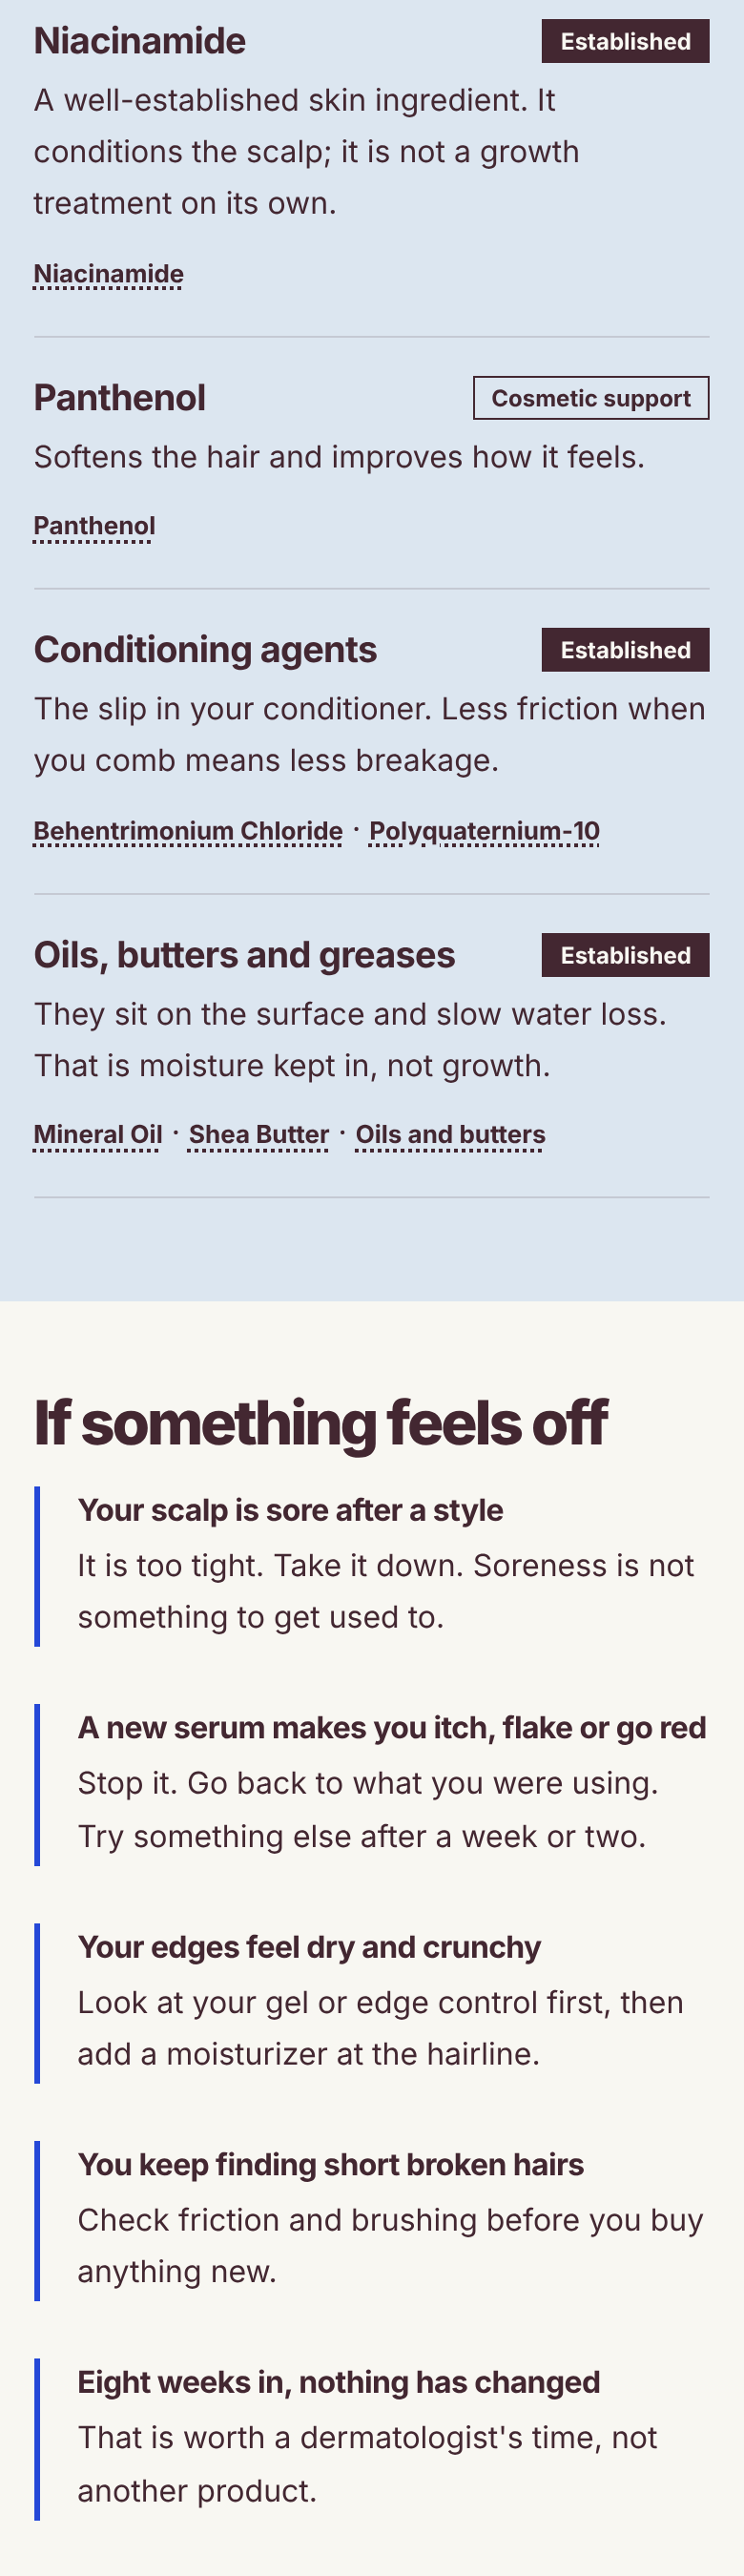 Niacinamide
Established
A well-established skin ingredient. It
conditions the scalp; it is not a growth
treatment on its own.
Niacinamide
Panthenol
Cosmetic support
Softens the hair and improves how it feels.
Panthenol
Conditioning agents
Established
The slip in your conditioner. Less friction when
you comb means less breakage.
Behentrimonium Chloride · Polyquaternium-10
Oils, butters and greases
Established
They sit on the surface and slow water loss.
That is moisture kept in, not growth.
Mineral Oil · Shea Butter · Oils and butters
If something feels off
Your scalp is sore after a style
It is too tight. Take it down. Soreness is not
something to get used to.
A new serum makes you itch, flake or go red
Stop it. Go back to what you were using.
Try something else after a week or two.
Your edges feel dry and crunchy
Look at your gel or edge control first, then
add a moisturizer at the hairline.
You keep finding short broken hairs
Check friction and brushing before you buy
anything new.
Eight weeks in, nothing has changed
That is worth a dermatologist's time, not
another product.